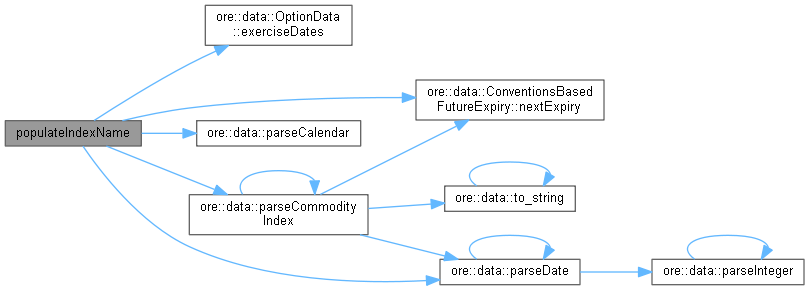 ore::data::OptionData
::exerciseDates
ore::data::ConventionsBased
FutureExpiry::nextExpiry
populateIndexName
ore::data::parseCalendar
ore::data::to_string
ore::data::parseCommodity
Index
ore::data::parseDate
ore::data::parseInteger